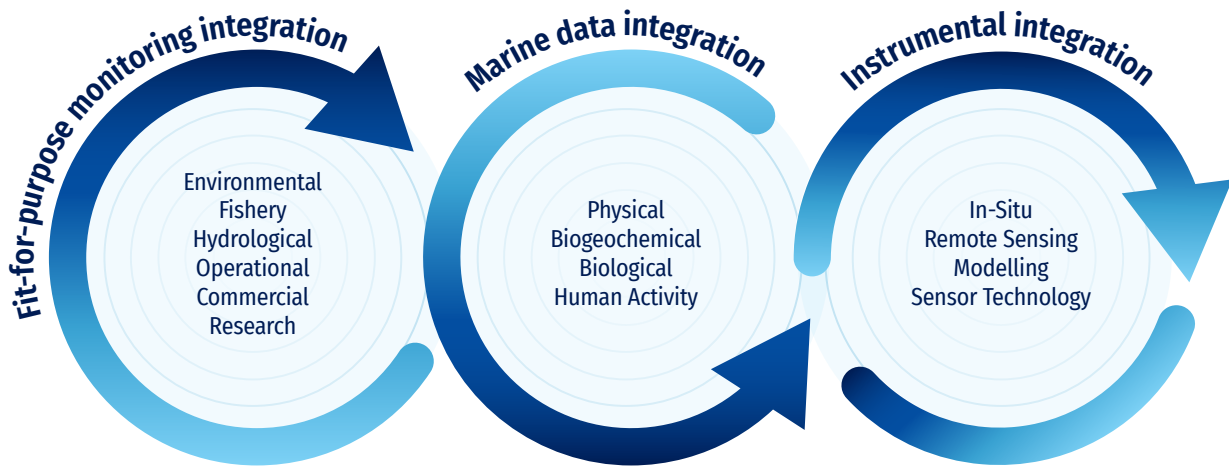 Fit-for-purpose monitoring integration
Environmental
Fishery
Hydrological
Operational
Commercial
Research
Marine data integration
Physical
Biogeochemical
Biological
Human Activity
Instrumental integration
In-Situ
Remote Sensing
Modelling
Sensor Technology